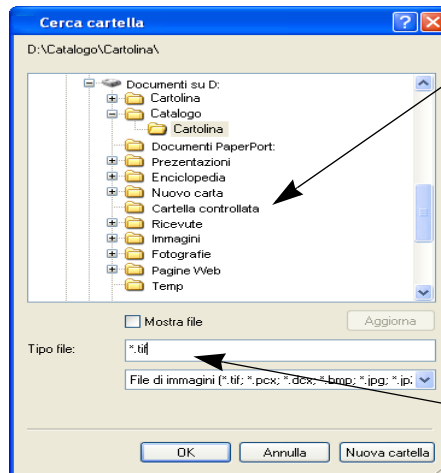 Cerca cartella
D:\Catalogo\Cartolina\
Documenti su D:
Cartolina
Catalogo
Cartolina
Documenti PaperPort:
Prezentazioni
Enciclopedia
Nuovo carta
Cartella controllata
Ricevute
Immagini
Fotografie
Pagine Web
Temp
Mostra file
Aggiorna
Tipo file:
*.tif
File di immagini (*.tif; *.pcx; *.dcx; *.bmp; *.jpg; *.jp
OK
Annulla
Nuova cartella